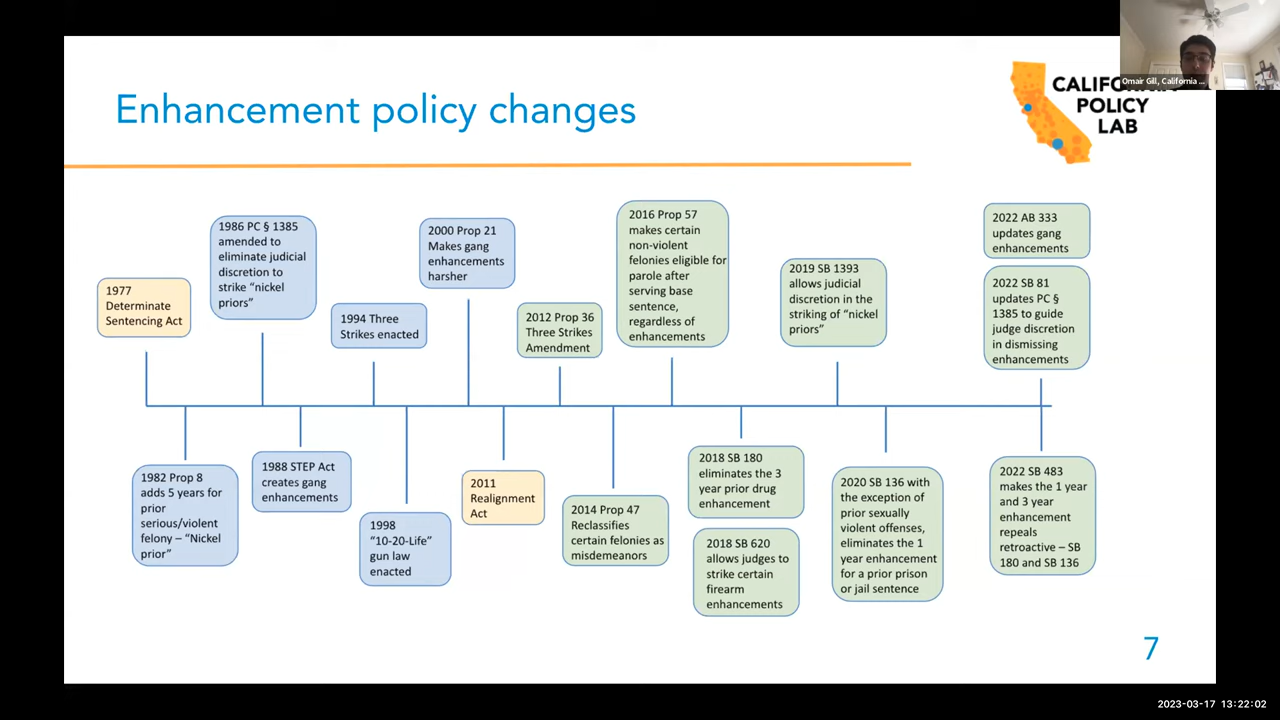 Enhancement policy changes
CALIFORNIA
POLICY
LAB
Omair Gill, California ...
1977
Determinate
Sentencing Act
1986 PC § 1385
amended to
eliminate judicial
discretion to
strike “nickel
priors”
1994 Three
Strikes enacted
2000 Prop 21
Makes gang
enhancements
harsher
2012 Prop 36
Three Strikes
Amendment
2016 Prop 57
makes certain
non-violent
felonies eligible for
parole after
serving base
sentence,
regardless of
enhancements
2019 SB 1393
allows judicial
discretion in the
striking of “nickel
priors”
2022 AB 333
updates gang
enhancements
2022 SB 81
updates PC §
1385 to guide
judge discretion
in dismissing
enhancements
1982 Prop 8
adds 5 years for
prior
serious/violent
felony – “Nickel
prior”
1988 STEP Act
creates gang
enhancements
1998
“10-20-Life”
gun law
enacted
2011
Realignment
Act
2014 Prop 47
Reclassifies
certain felonies as
misdemeanors
2018 SB 180
eliminates the 3
year prior drug
enhancement
2018 SB 620
allows judges to
strike certain
firearm
enhancements
2020 SB 136 with
the exception of
prior sexually
violent offenses,
eliminates the 1
year enhancement
for a prior prison
or jail sentence
2022 SB 483
makes the 1 year
and 3 year
enhancement
repeals
retroactive – SB
180 and SB 136
7
2023-03-17 13:22:02